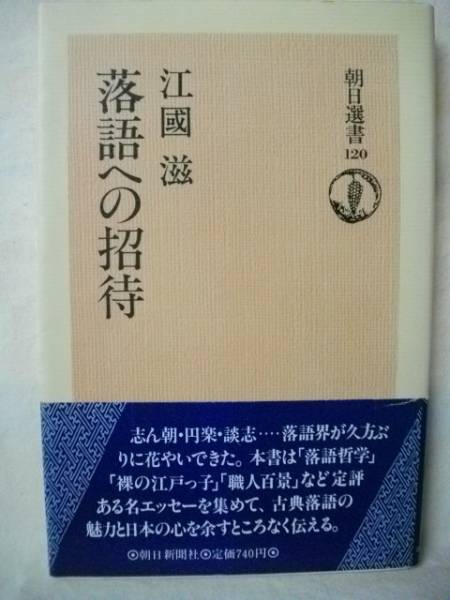 朝日選書
120
江國 滋
落語への招待
志ん朝・円楽・談志‥‥落語界が久方ぶ
りに花やいできた。本書は「落語哲学」
「裸の江戸っ子」「職人百景」など定評
ある名エッセーを集めて、古典落語の
魅力と日本の心を余すところなく伝える。
◉朝日新聞社◉定価740円◉